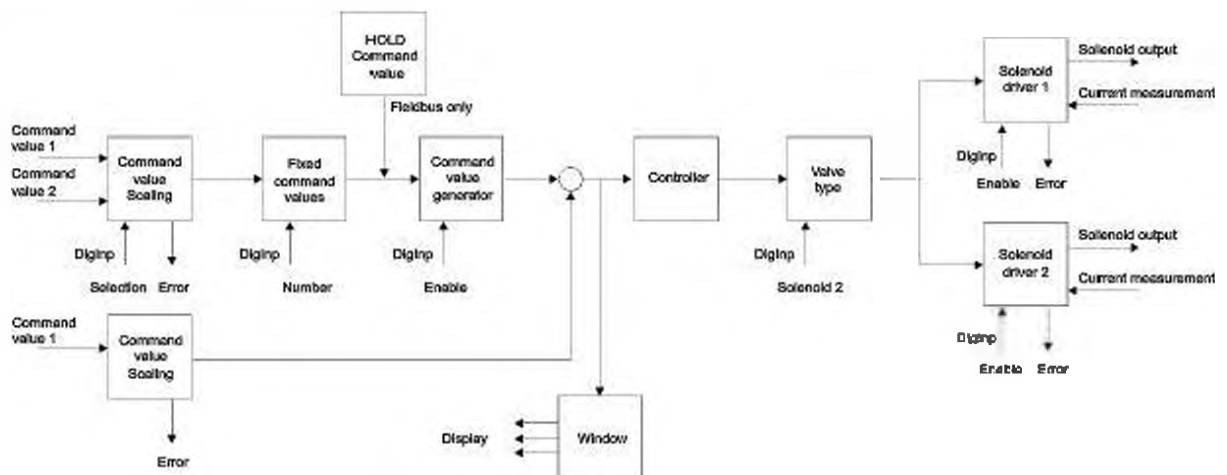 HOLD
Command
value
Fieldbus only
Solenoid output
Solenoid
driver 1
Current measurement
DigInp
Enable
Error
Command
value 1
Command
value 2
Command
value
Scaling
Fixed
command
values
Command
value
generator
Controller
Valve
type
DigInp
Selection
Error
DigInp
Number
DigInp
Enable
DigInp
Solenoid 2
Solenoid output
Solenoid
driver 2
Current measurement
DigInp
Enable
Error
Command
value 1
Command
value
Scaling
Error
Display
Window